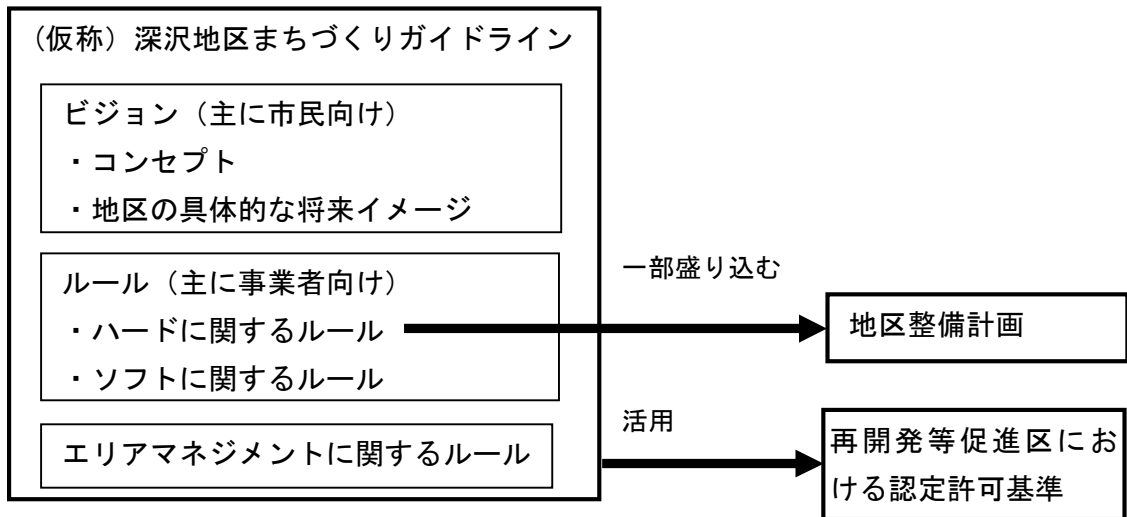 （仮称）深沢地区まちづくりガイドライン
ビジョン（主に市民向け）
・コンセプト
・地区の具体的な将来イメージ
ルール（主に事業者向け）
・ハードに関するルール
・ソフトに関するルール
エリアマネジメントに関するルール
一部盛り込む
地区整備計画
活用
再開発等促進区にお
ける認定許可基準